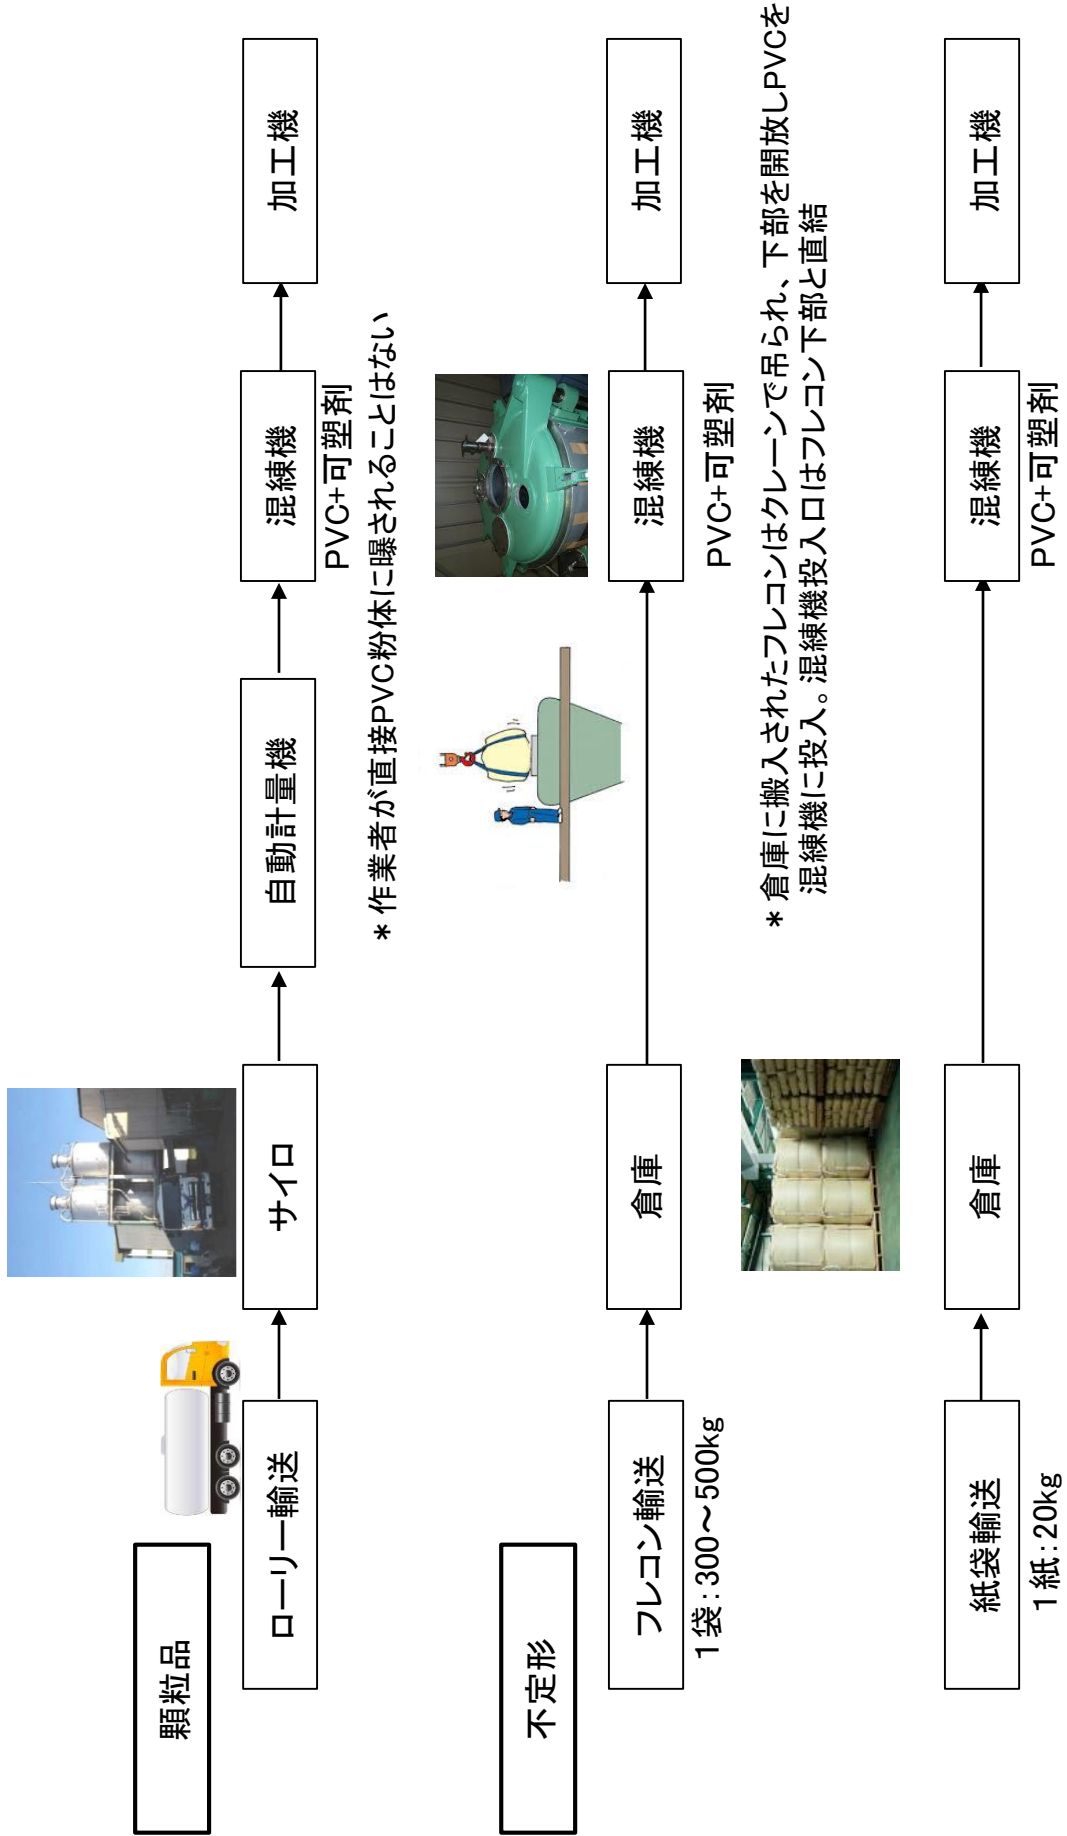 顆粒品
ローリー輸送
サイロ
自動計量機
混練機
加工機
PVC+可塑剤
*作業者が直接PVC粉体に曝されることはない
不定形
フレコン輸送
倉庫
混練機
加工機
1袋:300~500kg
PVC+可塑剤
*倉庫に搬入されたフレコンはクレーンで吊られ、下部を開放しPVCを
混練機に投入。混練機投入口はフレコン下部と直結
紙袋輸送
倉庫
混練機
加工機
1紙:20kg
PVC+可塑剤